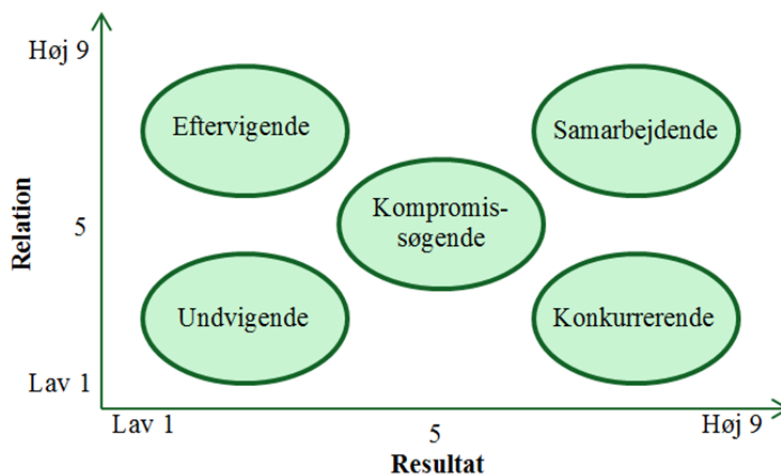 Høj 9
Eftervigende
Samarbejdende
Kompromis-
søgende
Relation
5
Undvigende
Konkurrerende
Lav 1
Lav 1
5
Høj 9
Resultat